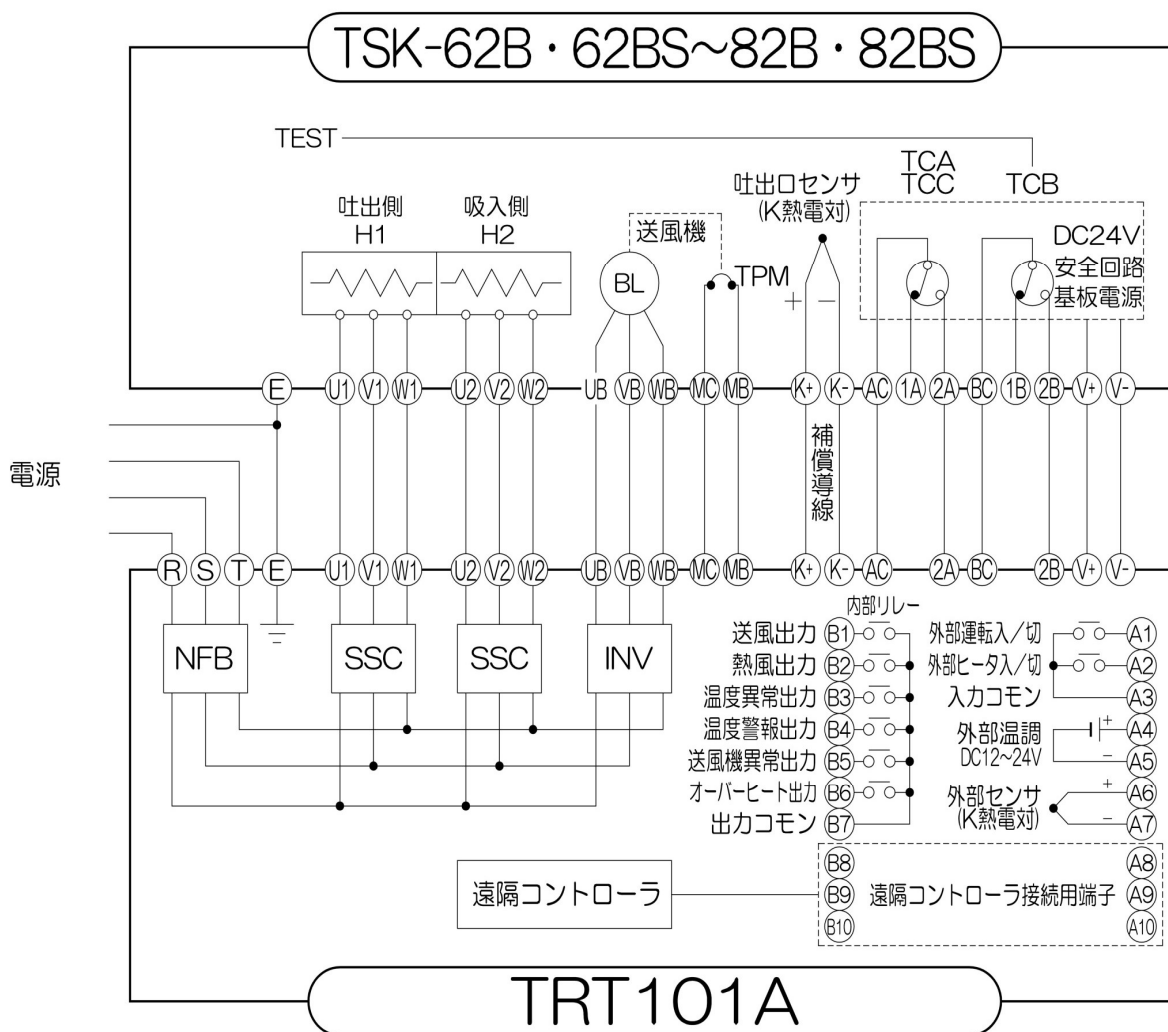 TSK-62B・62BS～82B・82BS
TEST
吐出側
H1
吸入側
H2
送風機
BL
TPM
吐出口センサ
(K熱電対)
+ −
TCA
TCC
TCB
DC24V
安全回路
基板電源
E U1 V1 W1 U2 V2 W2 UB VB WB MC MB K+ K- AC 1A 2A BC 1B 2B V+ V-
電源
補償導線
R S T E U1 V1 W1 U2 V2 W2 UB VB WB MC MB K+ K- AC 2A BC 2B V+ V-
NFB
SSC
SSC
INV
内部リレー
送風出力 B1
熱風出力 B2
温度異常出力 B3
温度警報出力 B4
送風機異常出力 B5
オーバーヒート出力 B6
出力コモン B7
外部運転入／切 A1
外部ヒータ入／切 A2
入力コモン A3
外部温調 + A4
DC12～24V − A5
外部センサ + A6
(K熱電対) − A7
遠隔コントローラ
B8 A8
B9 遠隔コントローラ接続用端子 A9
B10 A10
TRT101A